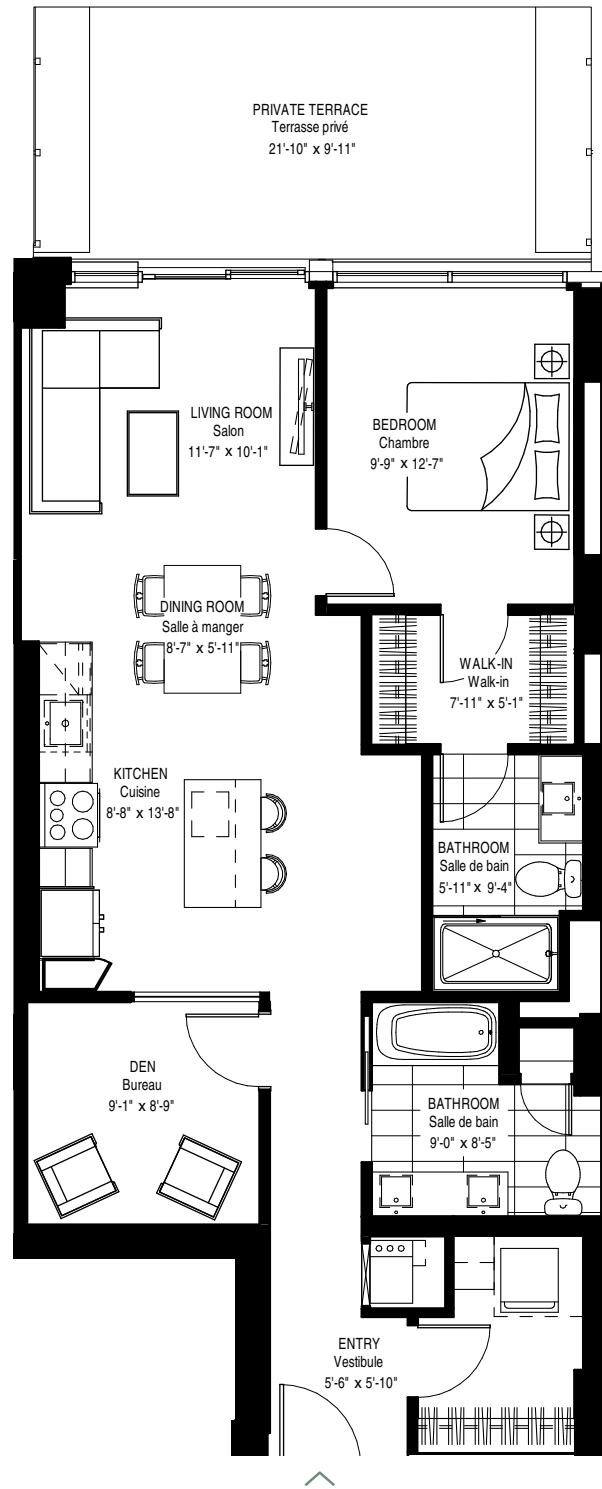 PRIVATE TERRACE
Terrasse privé
21'-10" x 9'-11"
LIVING ROOM
Salon
11'-7" x 10'-1"
BEDROOM
Chambre
9'-9" x 12'-7"
DINING ROOM
Salle à manger
8'-7" x 5'-11"
WALK-IN
Walk-in
7'-11" x 5'-1"
KITCHEN
Cuisine
8'-8" x 13'-8"
BATHROOM
Salle de bain
5'-11" x 9'-4"
DEN
Bureau
9'-1" x 8'-9"
BATHROOM
Salle de bain
9'-0" x 8'-5"
ENTRY
Vestibule
5'-6" x 5'-10"